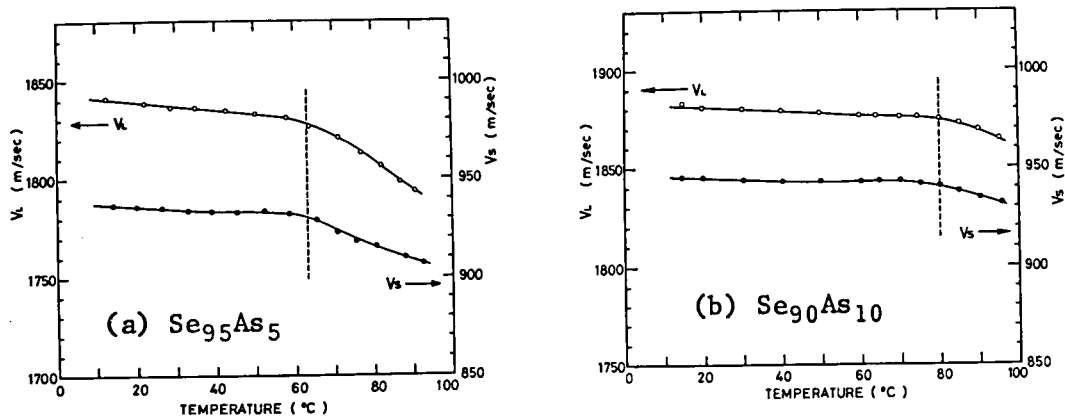 1850
1800
1750
1700
VL (m/sec)
VL
1000
950
900
850
Vs (m/sec)
Vs
(a) Se95As5
0 20 40 60 80 100
TEMPERATURE (°C)
1900
1850
1800
1750
VL (m/sec)
VL
1000
950
900
850
Vs (m/sec)
Vs
(b) Se90As10
0 20 40 60 80 100
TEMPERATURE (°C)